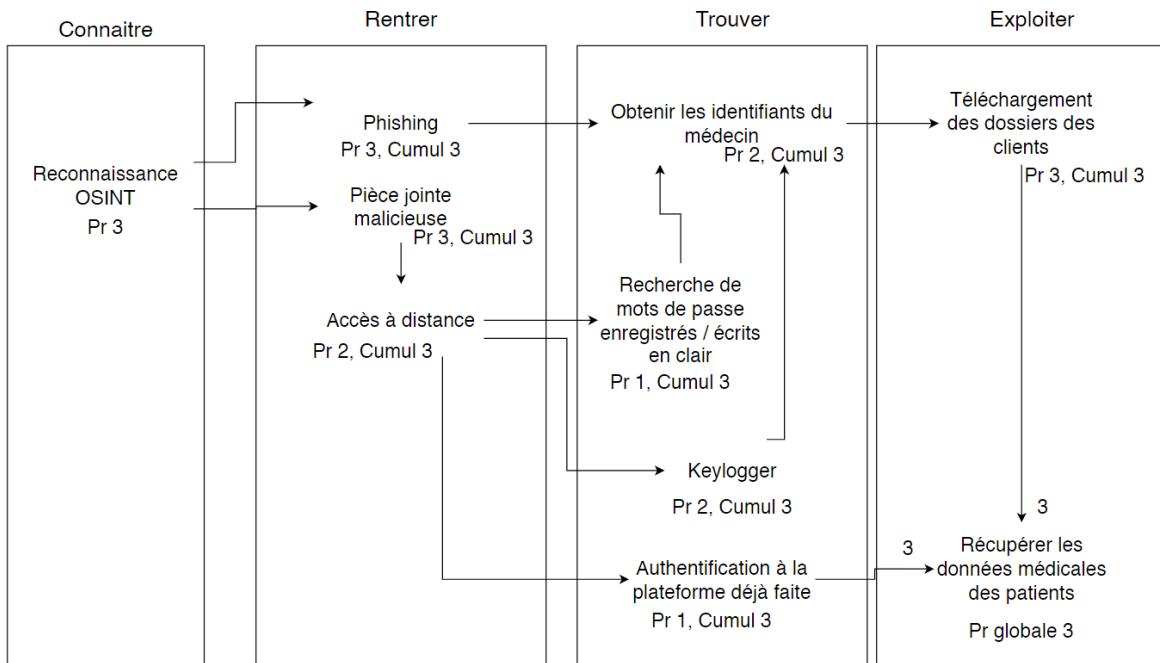 Connaitre
Rentrer
Trouver
Exploiter
Reconnaissance
OSINT
Pr 3
Phishing
Pr 3, Cumul 3
Pièce jointe
malicieuse
Pr 3, Cumul 3
Accès à distance
Pr 2, Cumul 3
Obtenir les identifiants du
médecin
Pr 2, Cumul 3
Recherche de
mots de passe
enregistrés / écrits
en clair
Pr 1, Cumul 3
Keylogger
Pr 2, Cumul 3
Authentification à la
plateforme déjà faite
Pr 1, Cumul 3
Téléchargement
des dossiers des
clients
Pr 3, Cumul 3
3
3
Récupérer les
données médicales
des patients
Pr globale 3